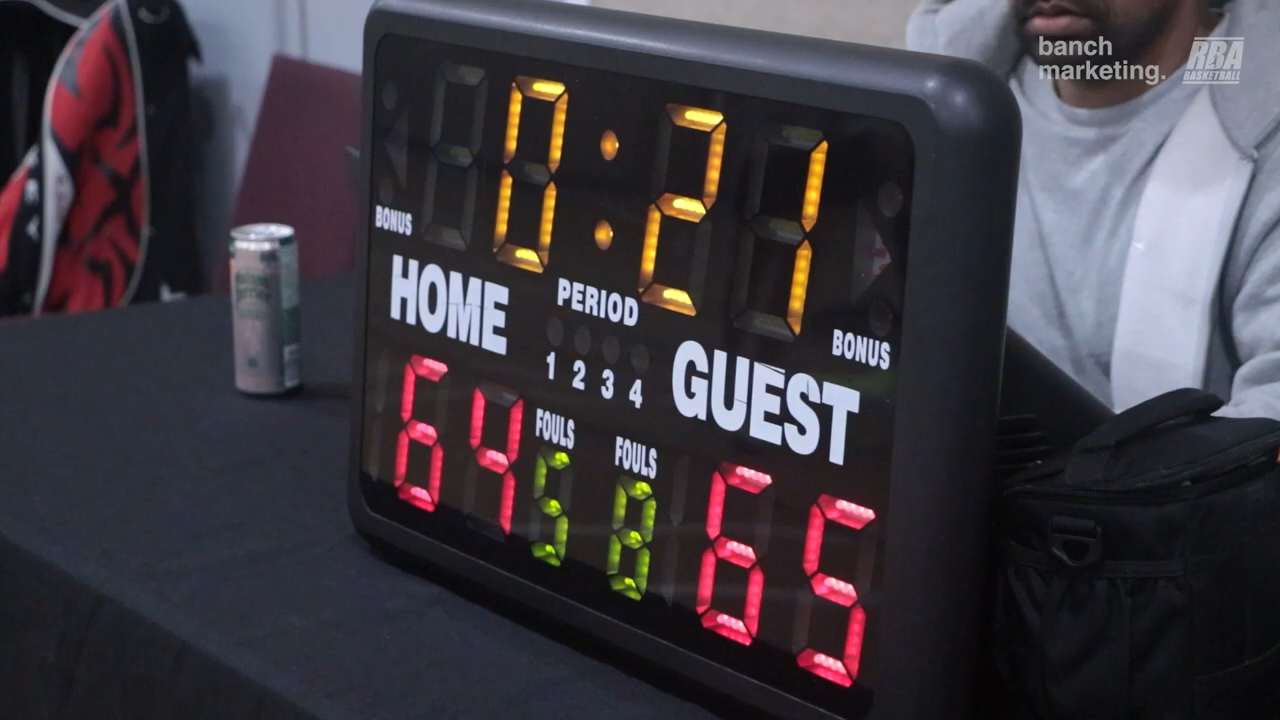 banch
marketing.
RBA
BASKETBALL
0:21
BONUS
HOME
PERIOD
1 2 3 4
GUEST
BONUS
64
FOULS
5
FOULS
8
65